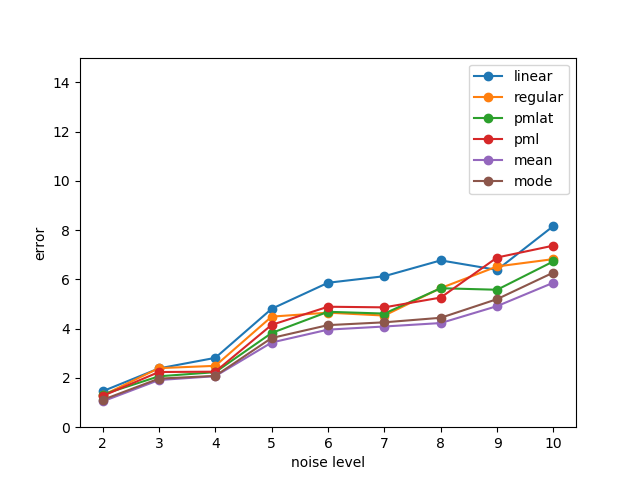 14
12
10
8
6
4
2
0
error
2 3 4 5 6 7 8 9 10
noise level
linear
regular
pmlat
pml
mean
mode